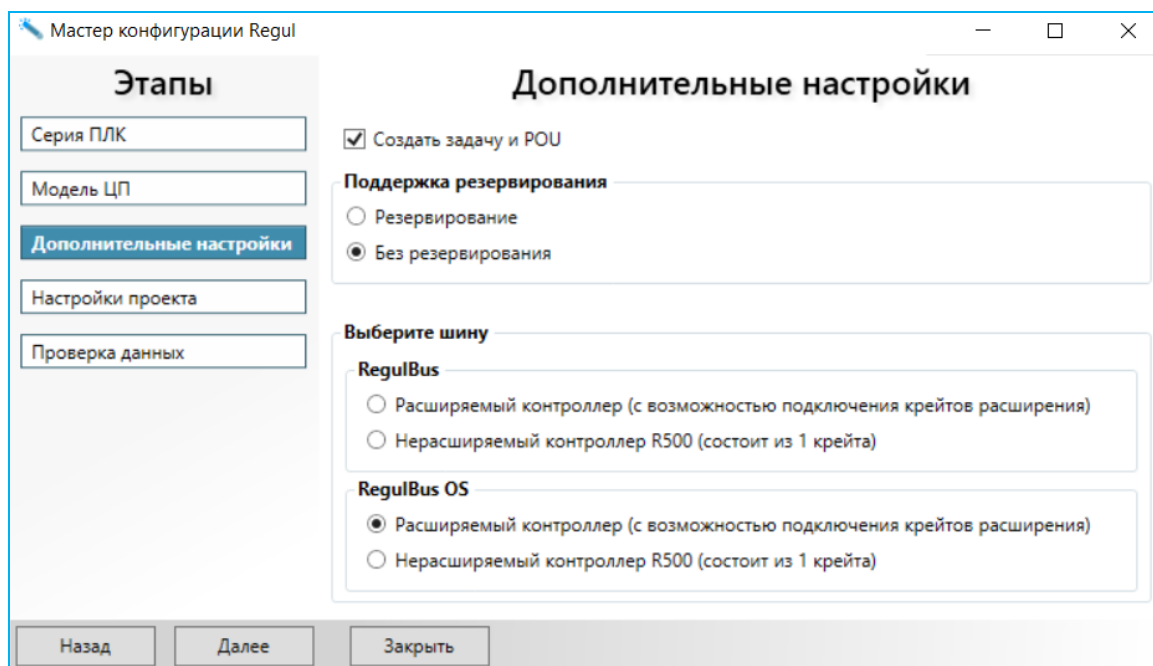 Мастер конфигурации Regul
Этапы
Серия ПЛК
Модель ЦП
Дополнительные настройки
Настройки проекта
Проверка данных
Дополнительные настройки
Создать задачу и POU
Поддержка резервирования
Резервирование
Без резервирования
Выберите шину
RegulBus
Расширяемый контроллер (с возможностью подключения крейтов расширения)
Нерасширяемый контроллер R500 (состоит из 1 крейта)
RegulBus OS
Расширяемый контроллер (с возможностью подключения крейтов расширения)
Нерасширяемый контроллер R500 (состоит из 1 крейта)
Назад Далее Закрыть